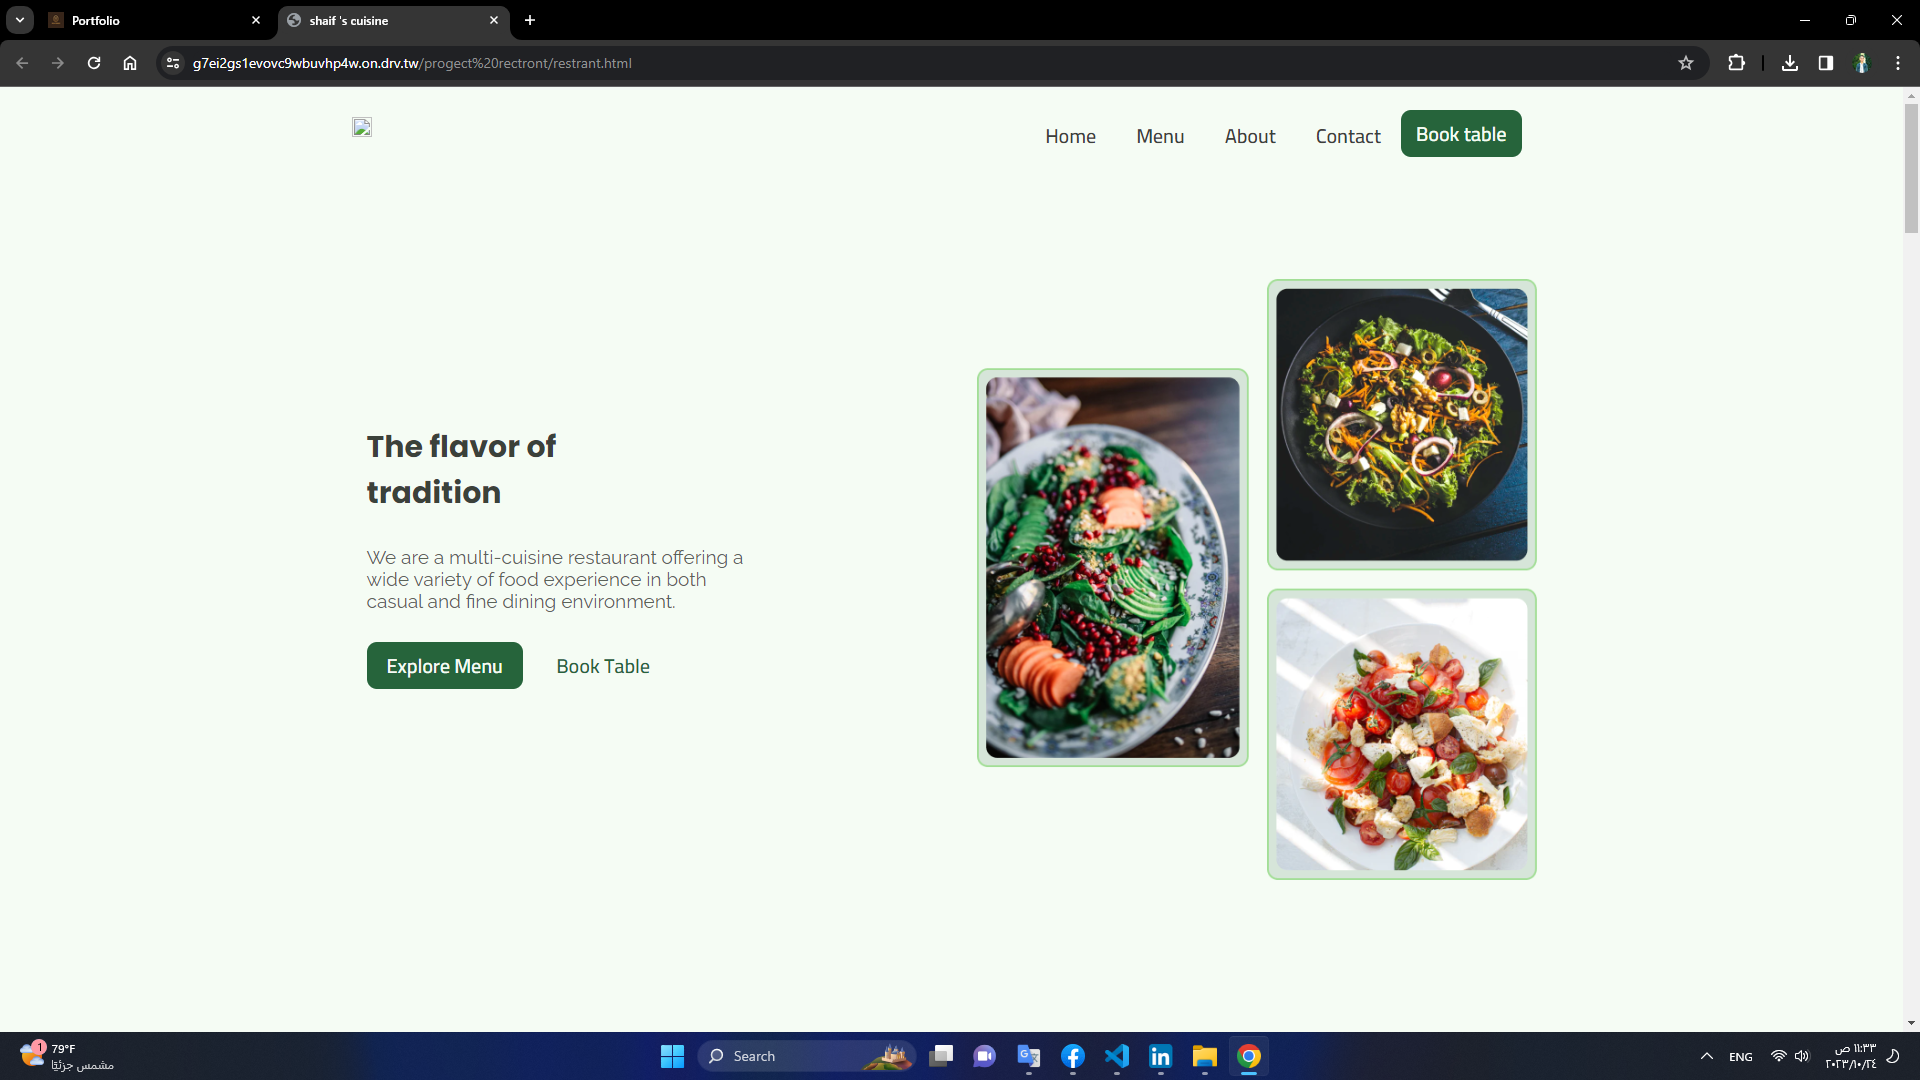 Portfolio
shaif 's cuisine
g7ei2gs1evovc9wbuvhp4w.on.drv.tw/progect%20rectront/restrant.html
Home Menu About Contact Book table
The flavor of
tradition
We are a multi-cuisine restaurant offering a
wide variety of food experience in both
casual and fine dining environment.
Explore Menu Book Table
1
79°F
مشمس جزئيًا
Search
ENG
١١:٣٣ ص
٢٠٢٣/١٠/٢٤